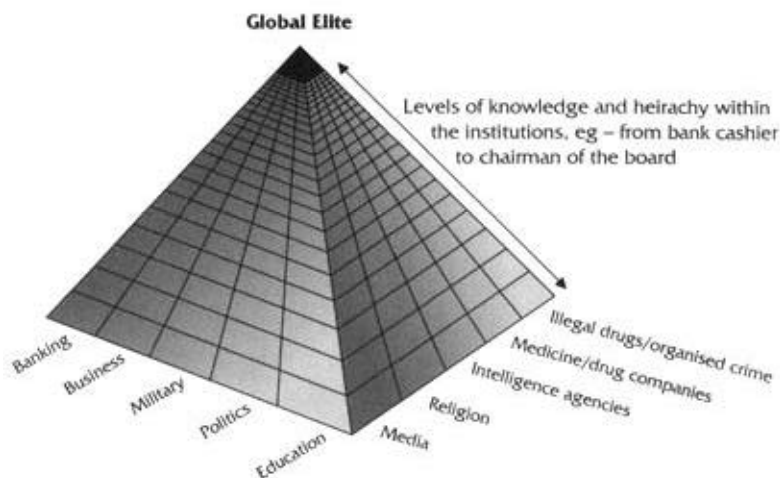 Global Elite
Levels of knowledge and heirachy within
the institutions, eg – from bank cashier
to chairman of the board
Banking
Business
Military
Politics
Education
Media
Religion
Intelligence agencies
Medicine/drug companies
Illegal drugs/organised crime